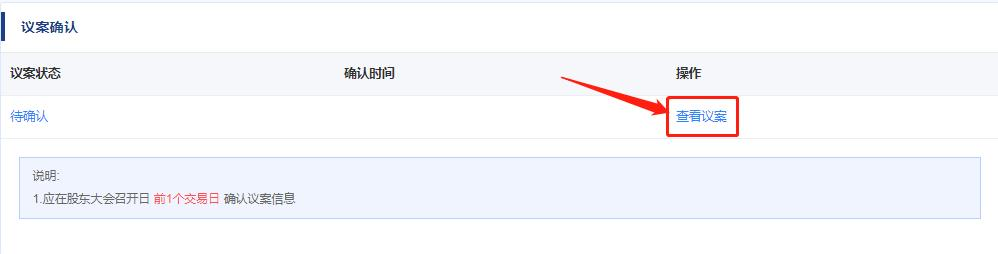 议案确认
议案状态 确认时间 操作
待确认 查看议案
说明:
1.应在股东大会召开日 前1个交易日 确认议案信息